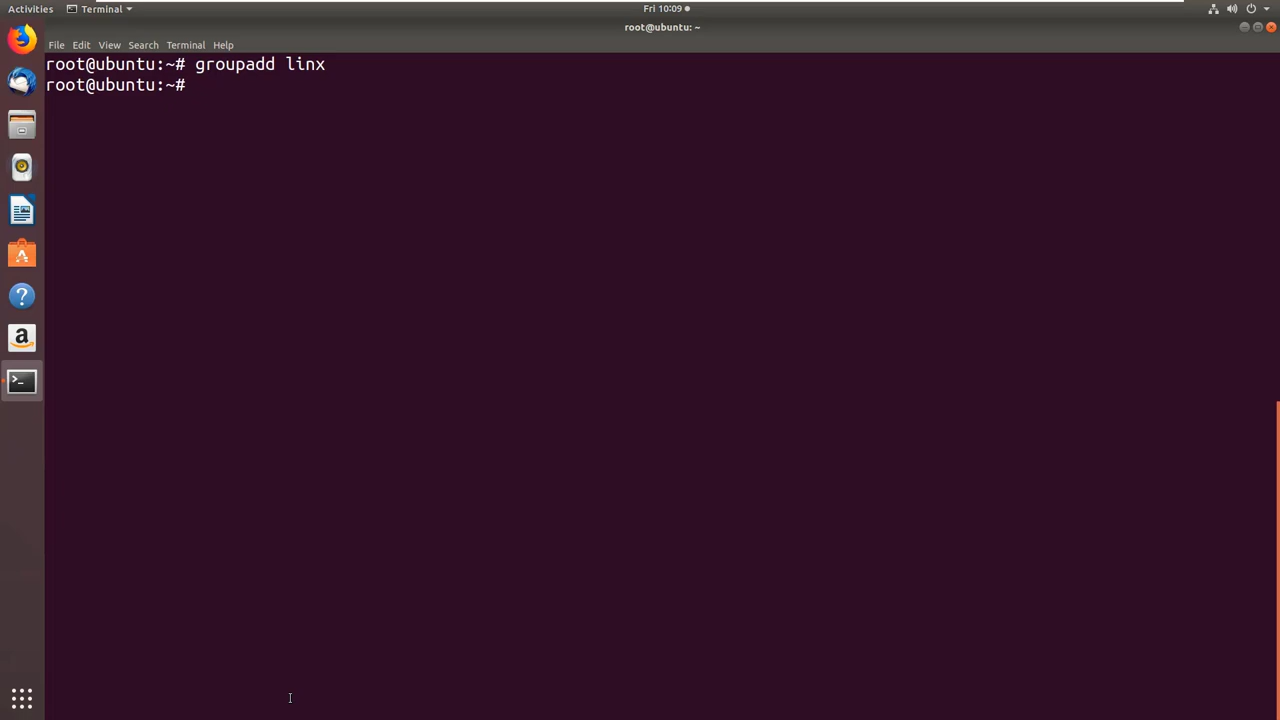 Activities Terminal Fri 10:09
root@ubuntu: ~
File Edit View Search Terminal Help
root@ubuntu:~# groupadd linx
root@ubuntu:~#